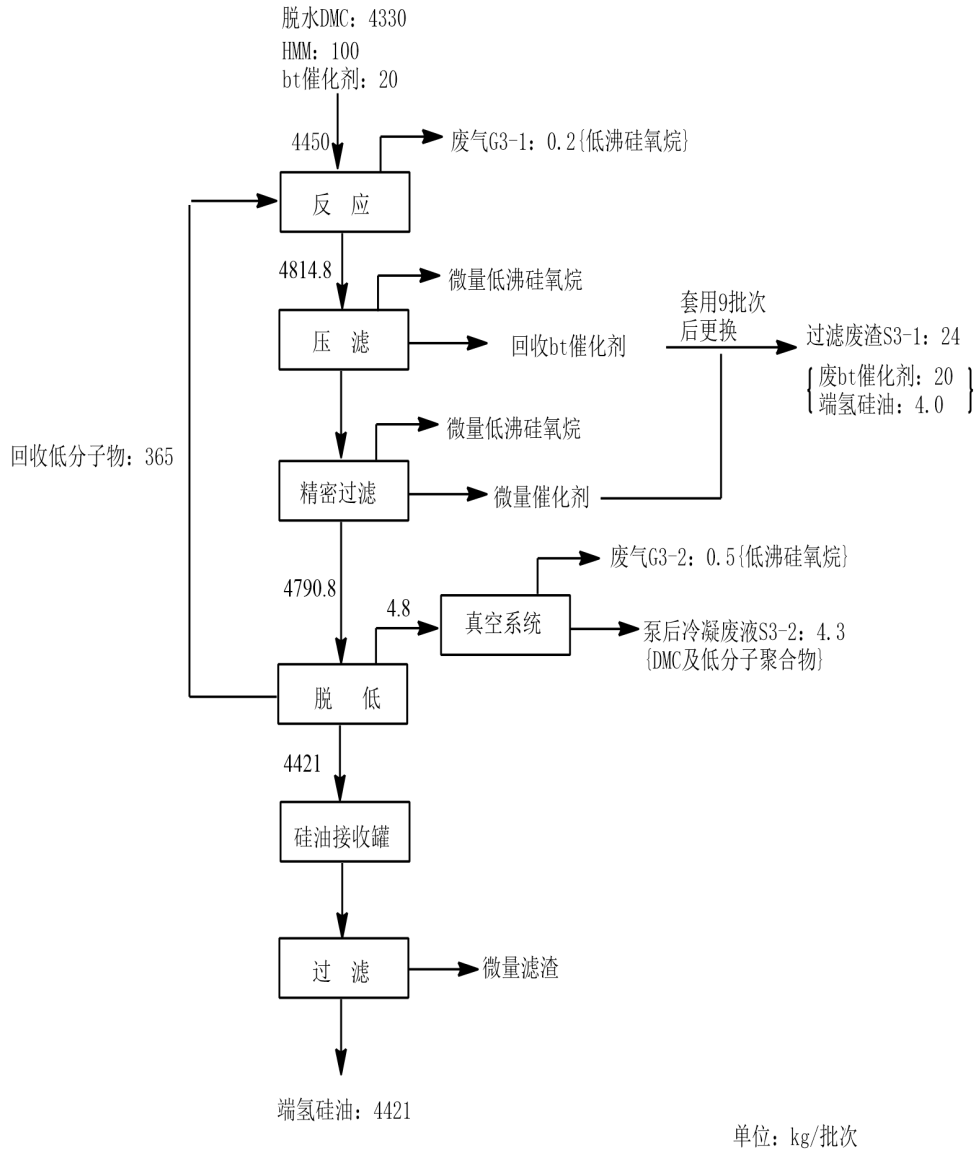 脱水DMC：4330
HMM：100
bt催化剂：20
4450
废气G3-1：0.2{低沸硅氧烷}
反 应
4814.8
微量低沸硅氧烷
压 滤
回收bt催化剂
套用9批次
后更换
过滤废渣S3-1：24
废bt催化剂：20
端氢硅油：4.0
微量低沸硅氧烷
回收低分子物：365
精密过滤
微量催化剂
废气G3-2：0.5{低沸硅氧烷}
4790.8
4.8
真空系统
泵后冷凝废液S3-2：4.3
{DMC及低分子聚合物}
脱 低
4421
硅油接收罐
过 滤
微量滤渣
端氢硅油：4421
单位：kg/批次